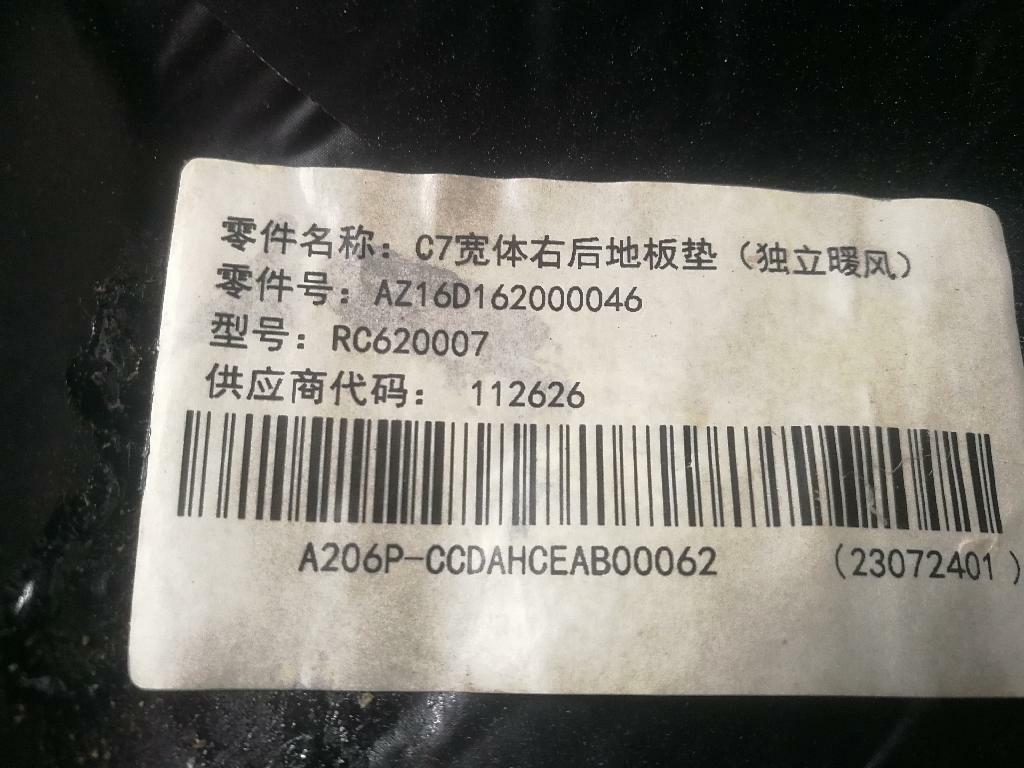 零件名称：C7宽体右后地板垫（独立暖风）
零件号：AZ16D162000046
型号：RC620007
供应商代码： 112626
A206P-CCDAHCEAB00062 （23072401）